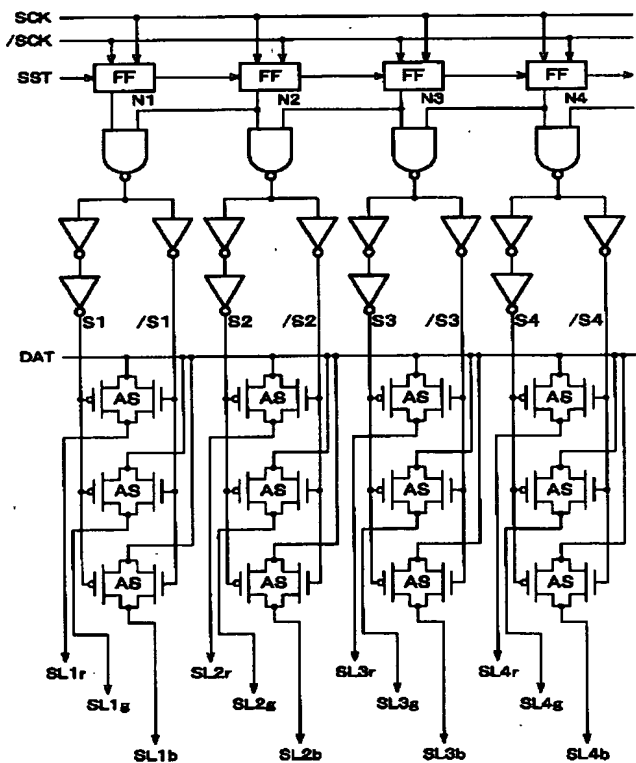 SCK
/SCK
SST FF FF FF FF
N1 N2 N3 N4
S1 /S1 S2 /S2 S3 /S3 S4 /S4
DAT
AS AS AS AS
AS AS AS AS
AS AS AS AS
SL1r SL2r SL3r SL4r
SL1g SL2g SL3g SL4g
SL1b SL2b SL3b SL4b